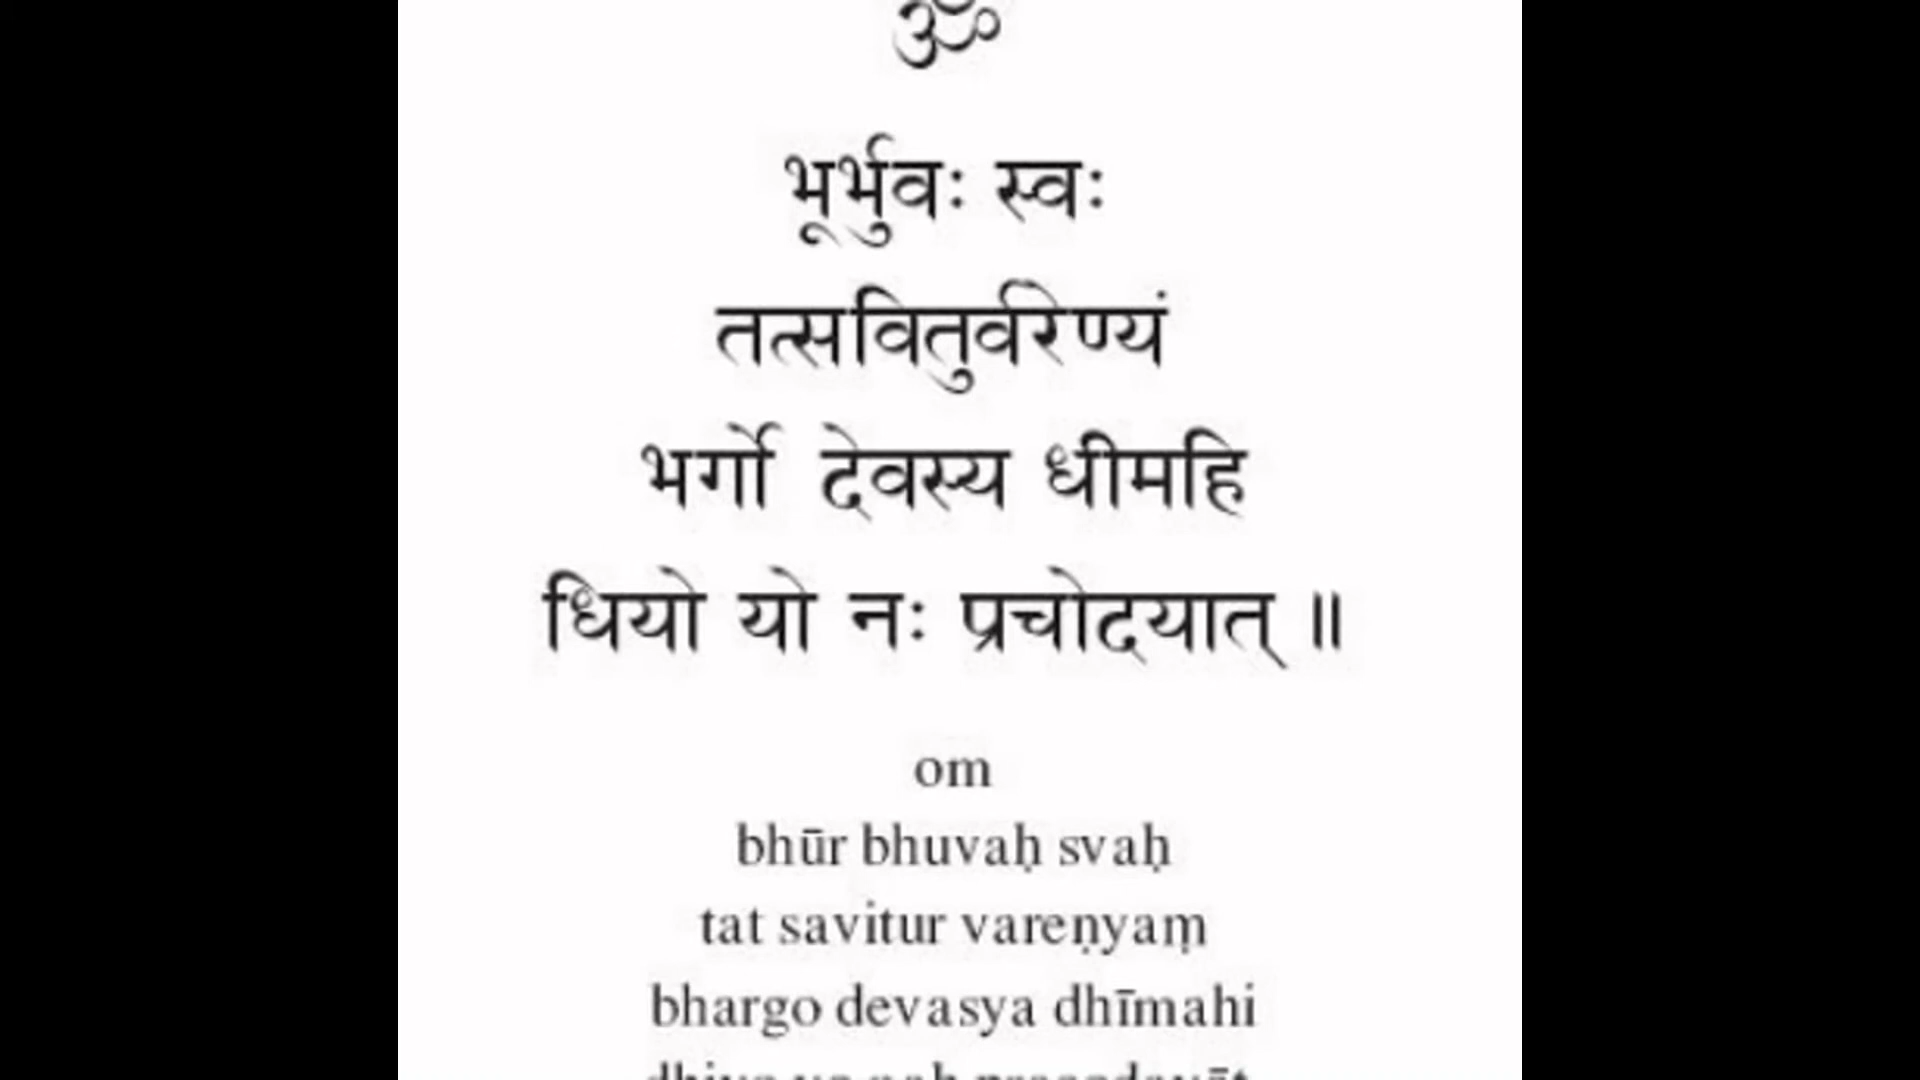 ॐ
भूर्भुवः स्वः
तत्सवितुर्वरेण्यं
भर्गो देवस्य धीमहि
धियो यो नः प्रचोदयात् ॥
om
bhūr bhuvaḥ svaḥ
tat savitur vareṇyaṃ
bhargo devasya dhīmahi